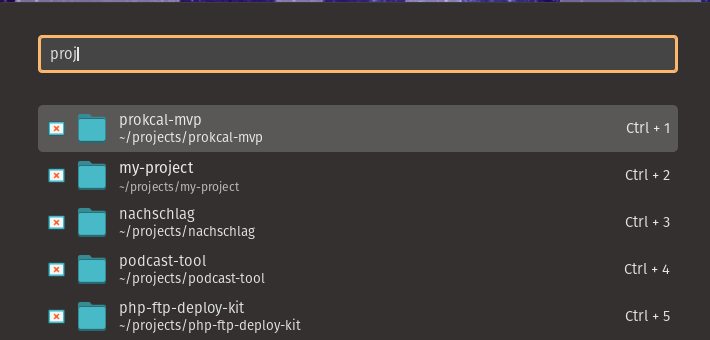 proj
prokcal-mvp
~/projects/prokcal-mvp
Ctrl + 1
my-project
~/projects/my-project
Ctrl + 2
nachschlag
~/projects/nachschlag
Ctrl + 3
podcast-tool
~/projects/podcast-tool
Ctrl + 4
php-ftp-deploy-kit
~/projects/php-ftp-deploy-kit
Ctrl + 5